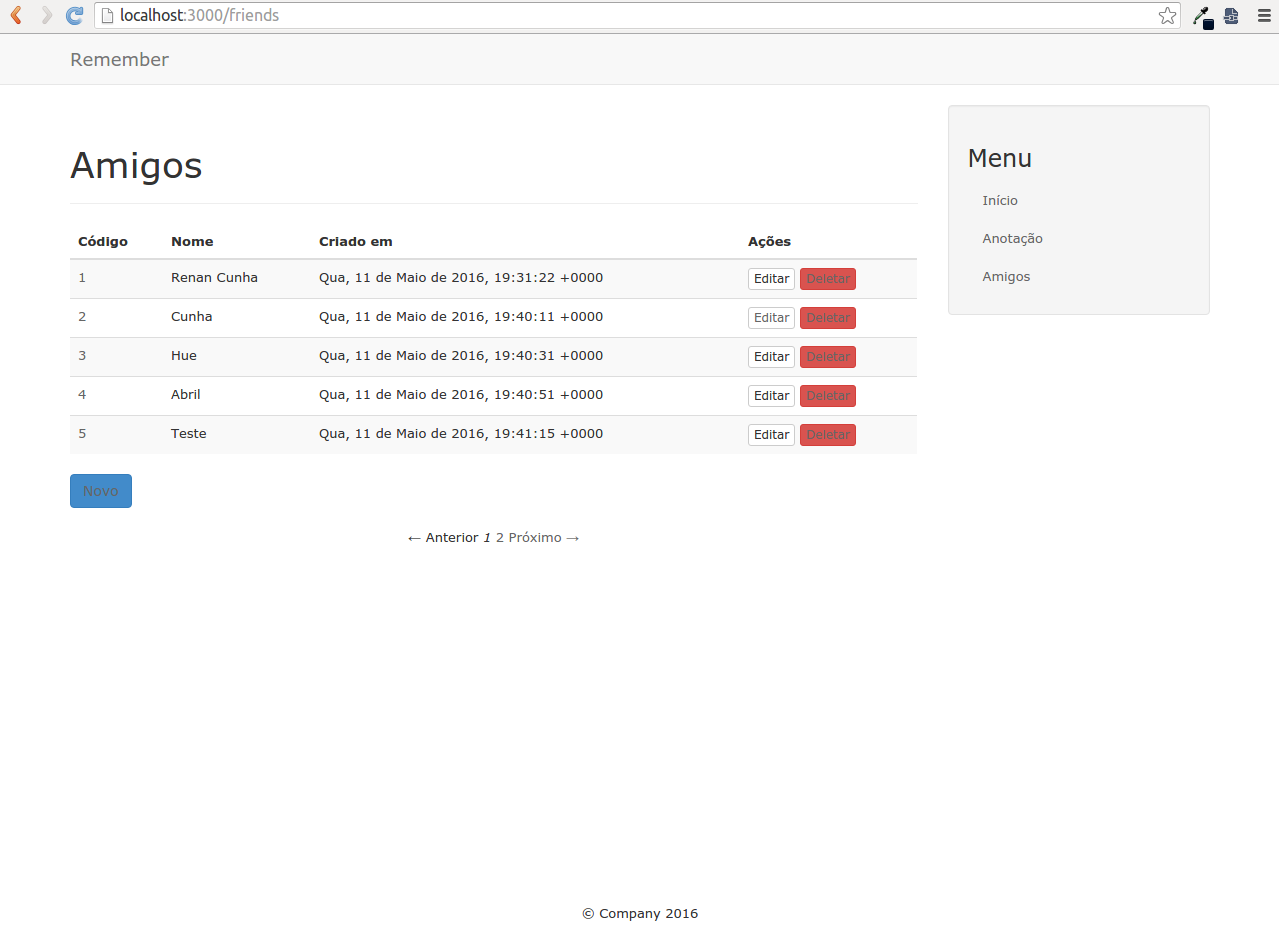 localhost:3000/friends
Remember
Amigos
Código Nome Criado em Ações
1 Renan Cunha Qua, 11 de Maio de 2016, 19:31:22 +0000 Editar Deletar
2 Cunha Qua, 11 de Maio de 2016, 19:40:11 +0000 Editar Deletar
3 Hue Qua, 11 de Maio de 2016, 19:40:31 +0000 Editar Deletar
4 Abril Qua, 11 de Maio de 2016, 19:40:51 +0000 Editar Deletar
5 Teste Qua, 11 de Maio de 2016, 19:41:15 +0000 Editar Deletar
Novo
← Anterior 1 2 Próximo →
Menu
Início
Anotação
Amigos
© Company 2016